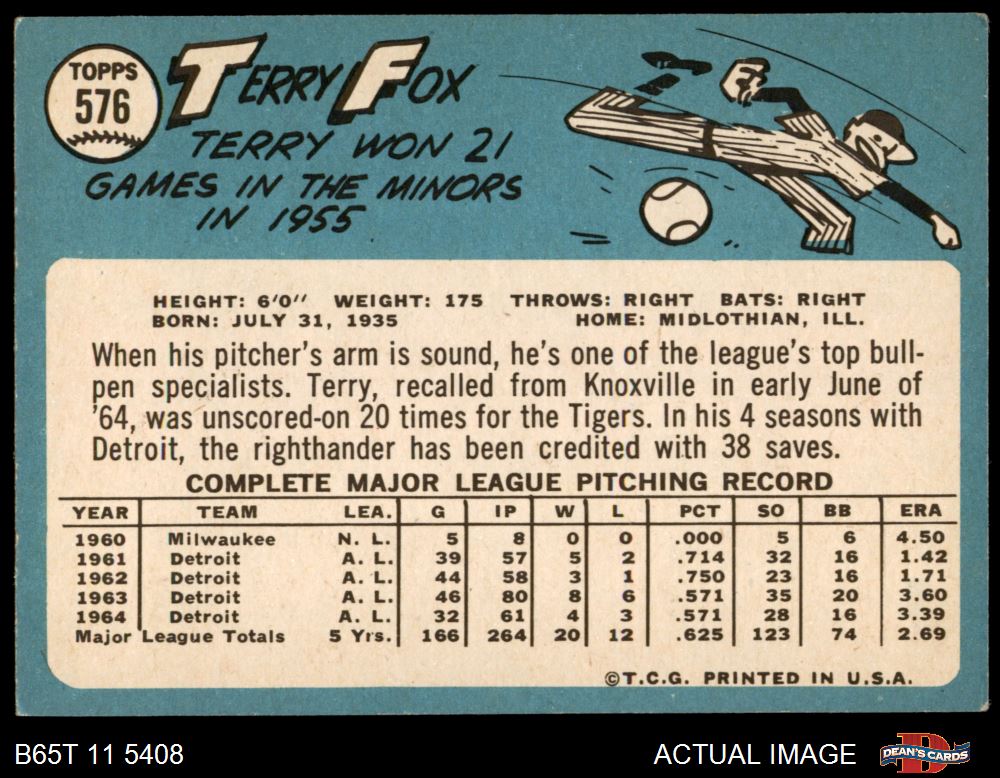 TOPPS
576
TERRY FOX
TERRY WON 21
GAMES IN THE MINORS
IN 1955
HEIGHT: 6'0" WEIGHT: 175 THROWS: RIGHT BATS: RIGHT
BORN: JULY 31, 1935 HOME: MIDLOTHIAN, ILL.
When his pitcher's arm is sound, he's one of the league's top bull-
pen specialists. Terry, recalled from Knoxville in early June of
'64, was unscored-on 20 times for the Tigers. In his 4 seasons with
Detroit, the righthander has been credited with 38 saves.
COMPLETE MAJOR LEAGUE PITCHING RECORD
YEAR TEAM LEA. G IP W L PCT SO BB ERA
1960 Milwaukee N. L. 5 8 0 0 .000 5 6 4.50
1961 Detroit A. L. 39 57 5 2 .714 32 16 1.42
1962 Detroit A. L. 44 58 3 1 .750 23 16 1.71
1963 Detroit A. L. 46 80 8 6 .571 35 20 3.60
1964 Detroit A. L. 32 61 4 3 .571 28 16 3.39
Major League Totals 5 Yrs. 166 264 20 12 .625 123 74 2.69
©T.C.G. PRINTED IN U.S.A.
B65T 11 5408 ACTUAL IMAGE DEAN'S CARDS